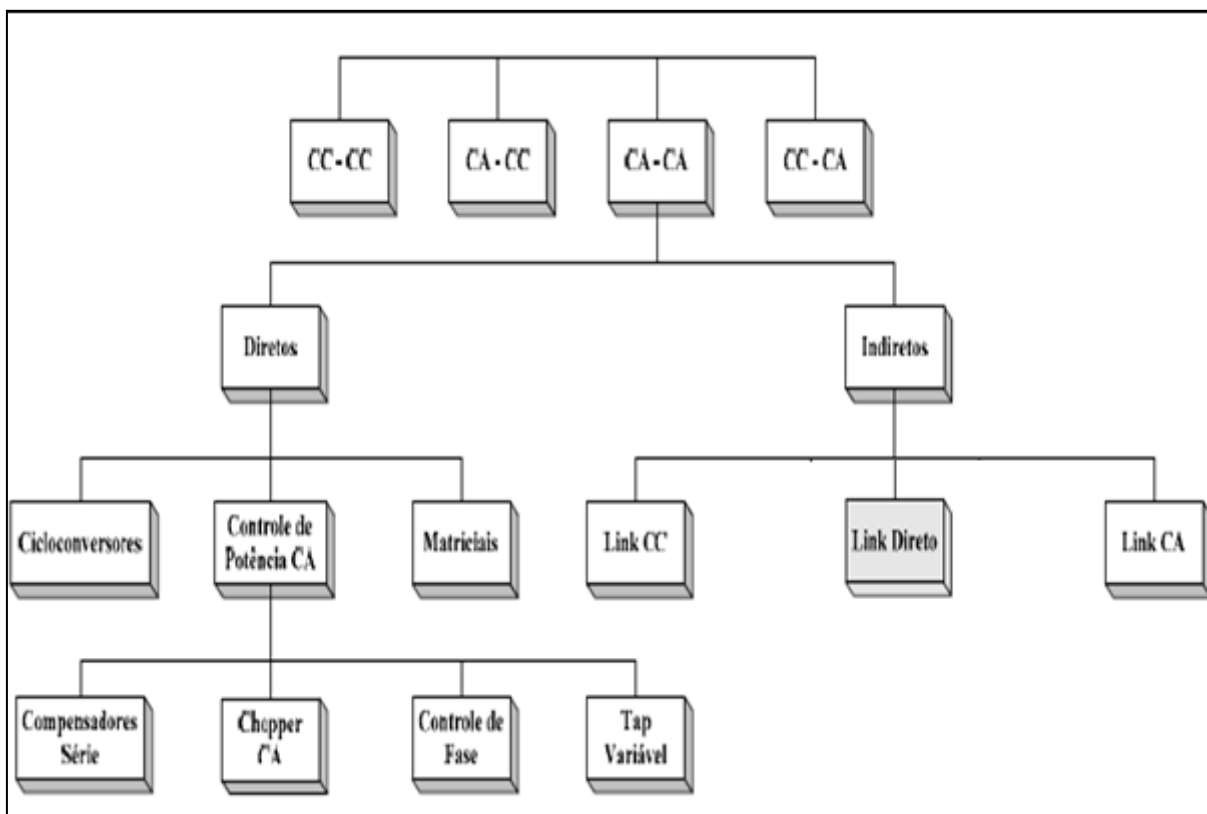 CC - CC
CA - CC
CA - CA
CC - CA
Diretos
Indiretos
Cicloconversores
Controle de
Potência CA
Matriciais
Link CC
Link Direto
Link CA
Compensadores
Série
Chopper
CA
Controle de
Fase
Tap
Variável